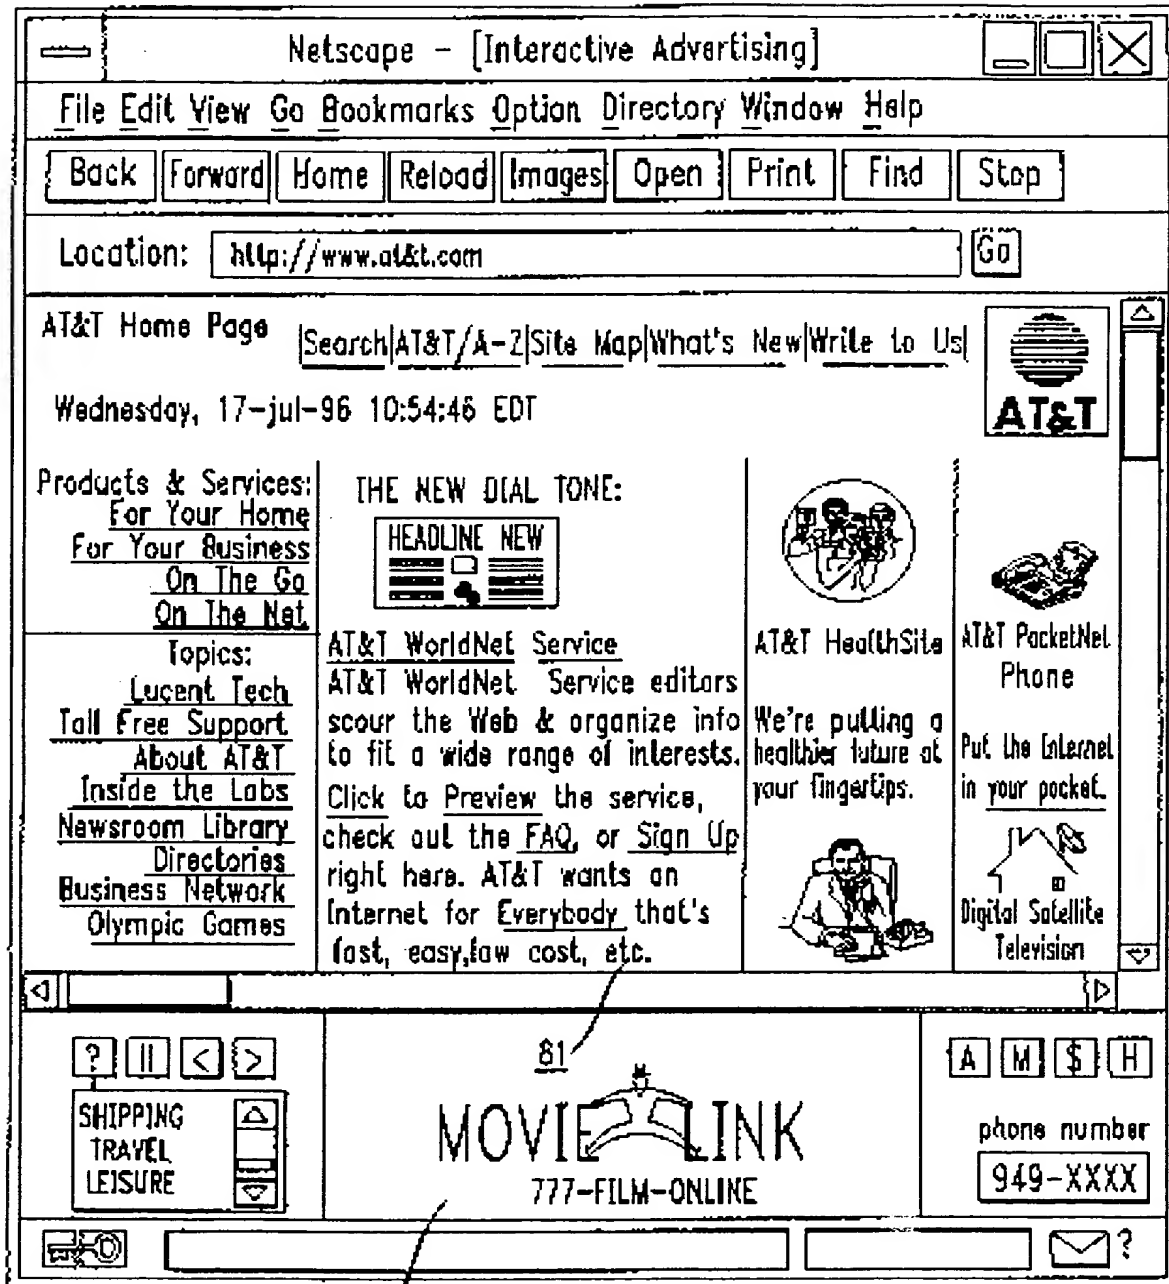 Netscape - [Interactive Advertising]
File Edit View Go Bookmarks Option Directory Window Help
Back Forward Home Reload Images Open Print Find Stop
Location: http://www.at&t.com Go
AT&T Home Page
Search|AT&T/A-Z|Site Map|What's New|Write to Us|
AT&T
Wednesday, 17-jul-96 10:54:46 EDT
Products & Services:
For Your Home
For Your Business
On The Go
On The Net
Topics:
Lucent Tech
Toll Free Support
About AT&T
Inside the Labs
Newsroom Library
Directories
Business Network
Olympic Games
THE NEW DIAL TONE:
HEADLINE NEW
AT&T WorldNet Service
AT&T WorldNet Service editors
scour the Web & organize info
to fit a wide range of interests.
Click to Preview the service,
check out the FAQ, or Sign Up
right here. AT&T wants an
Internet for Everybody that's
fast, easy,low cost, etc.
AT&T HealthSite
We're putting a
healthier future at
your fingertips.
AT&T PocketNet
Phone
Put the Internet
in your pocket.
Digital Satellite
Television
? || < >
SHIPPING
TRAVEL
LEISURE
81
MOVIE LINK
777-FILM-ONLINE
A M $ H
phone number
949-XXXX
?